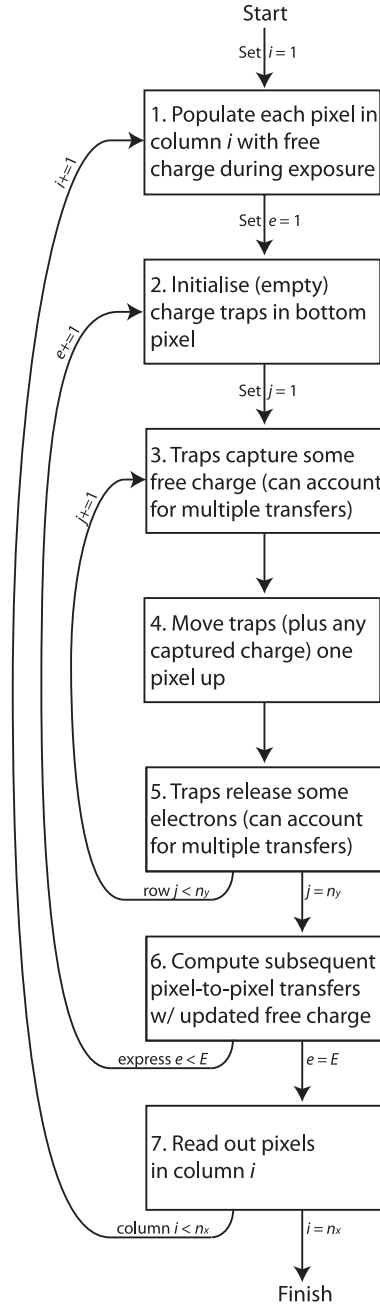 Start
Set i = 1
1. Populate each pixel in
column i with free
charge during exposure
i+=1
Set e = 1
2. Initialise (empty)
charge traps in bottom
pixel
e+=1
Set j = 1
3. Traps capture some
free charge (can account
for multiple transfers)
j+=1
4. Move traps (plus any
captured charge) one
pixel up
5. Traps release some
electrons (can account
for multiple transfers)
row j < ny
j = ny
6. Compute subsequent
pixel-to-pixel transfers
w/ updated free charge
express e < E
e = E
7. Read out pixels
in column i
column i < nx
i = nx
Finish